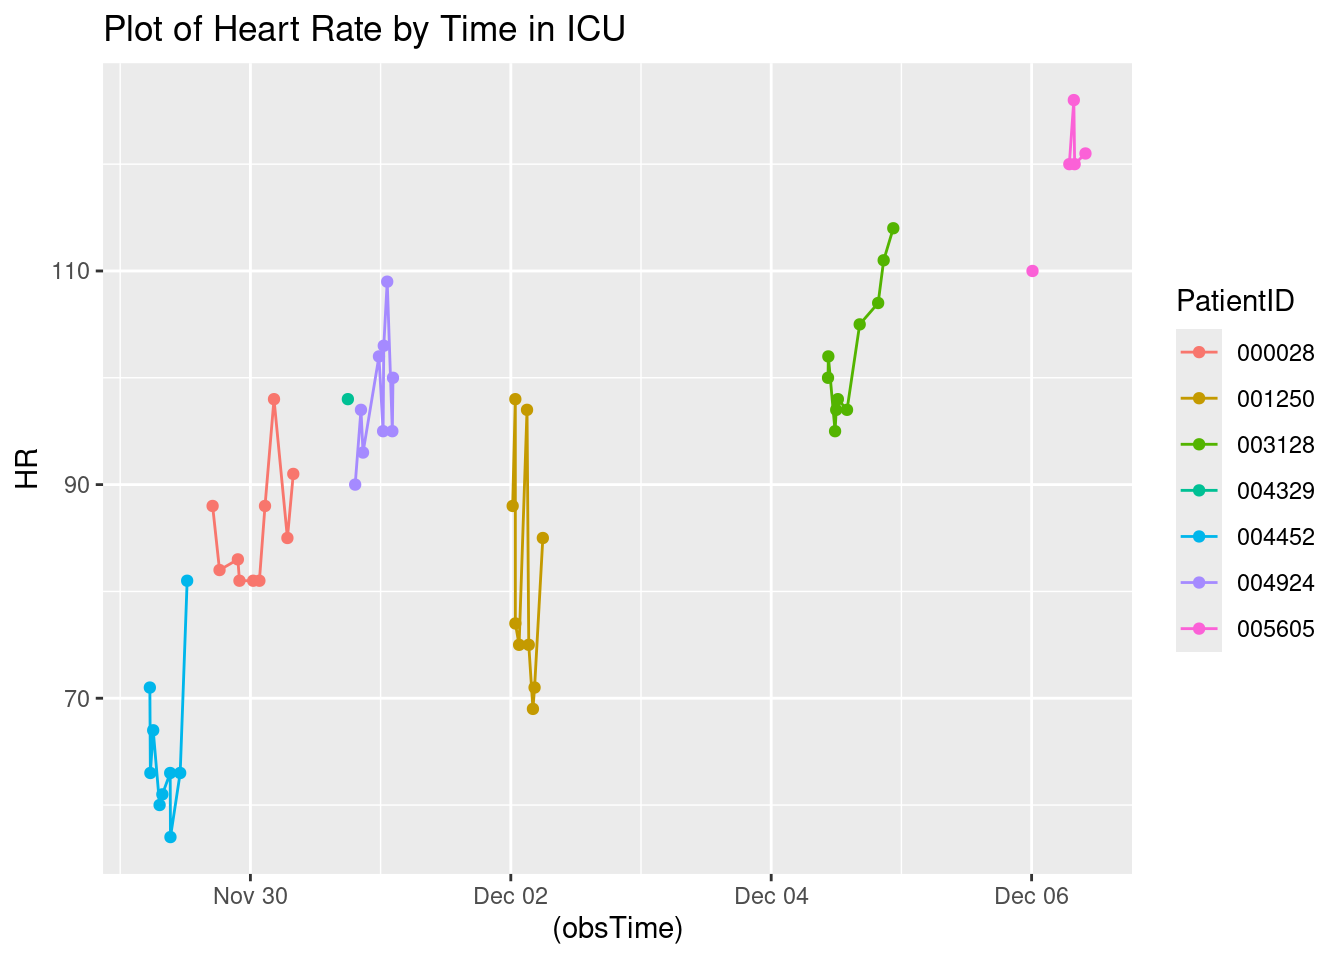 Plot of Heart Rate by Time in ICU
110
90
70
HR
Nov 30
Dec 02
Dec 04
Dec 06
(obsTime)
PatientID
000028
001250
003128
004329
004452
004924
005605